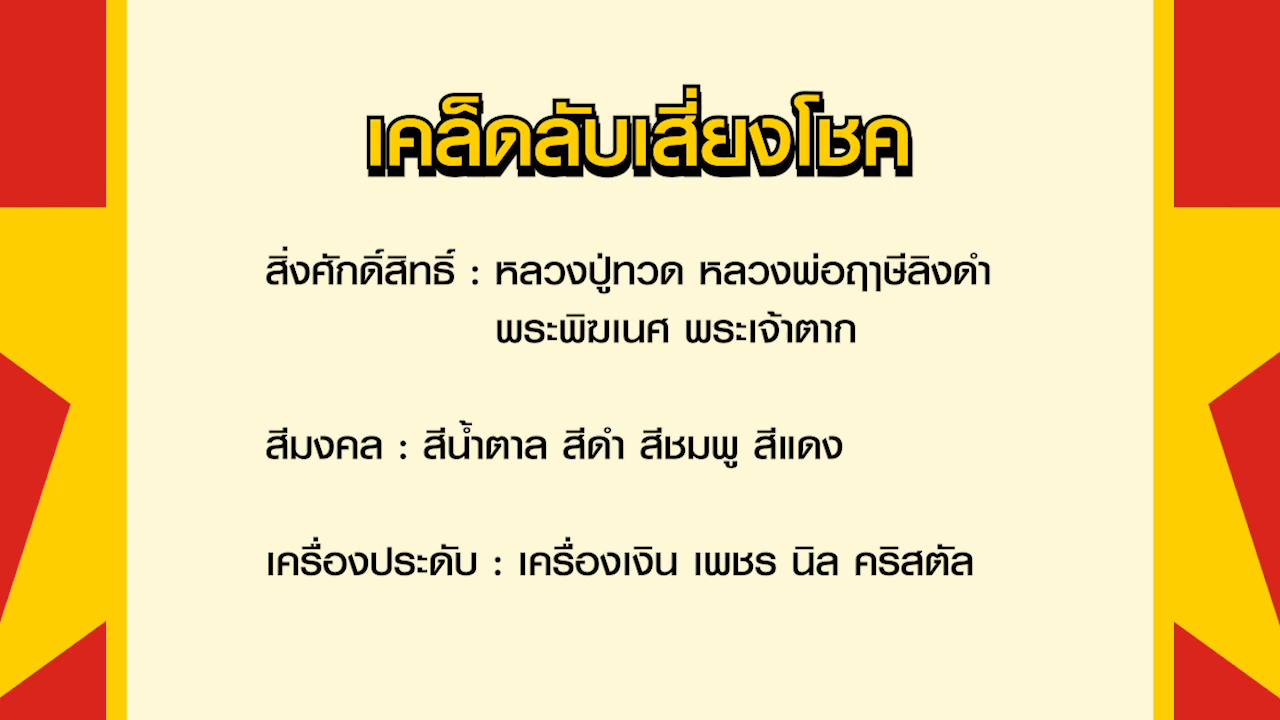 เคล็ดลับเสี่ยงโชค
สิ่งศักดิ์สิทธิ์ : หลวงปู่ทวด หลวงพ่อฤๅษีลิงดำ
พระพิฆเนศ พระเจ้าตาก
สีมงคล : สีน้ำตาล สีดำ สีชมพู สีแดง
เครื่องประดับ : เครื่องเงิน เพชร นิล คริสตัล